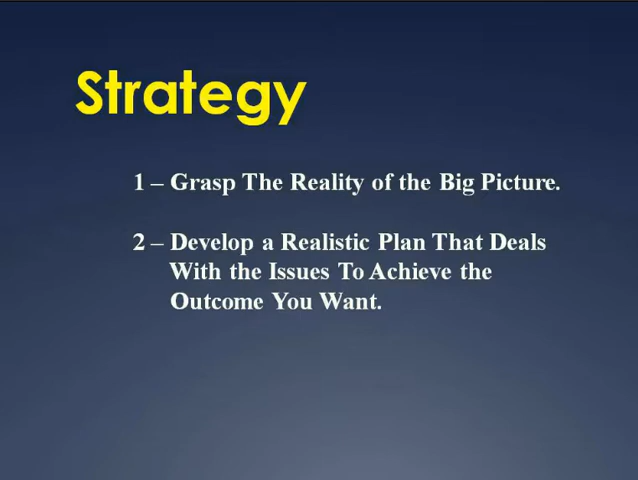 Strategy
1 – Grasp The Reality of the Big Picture.
2 – Develop a Realistic Plan That Deals
With the Issues To Achieve the
Outcome You Want.